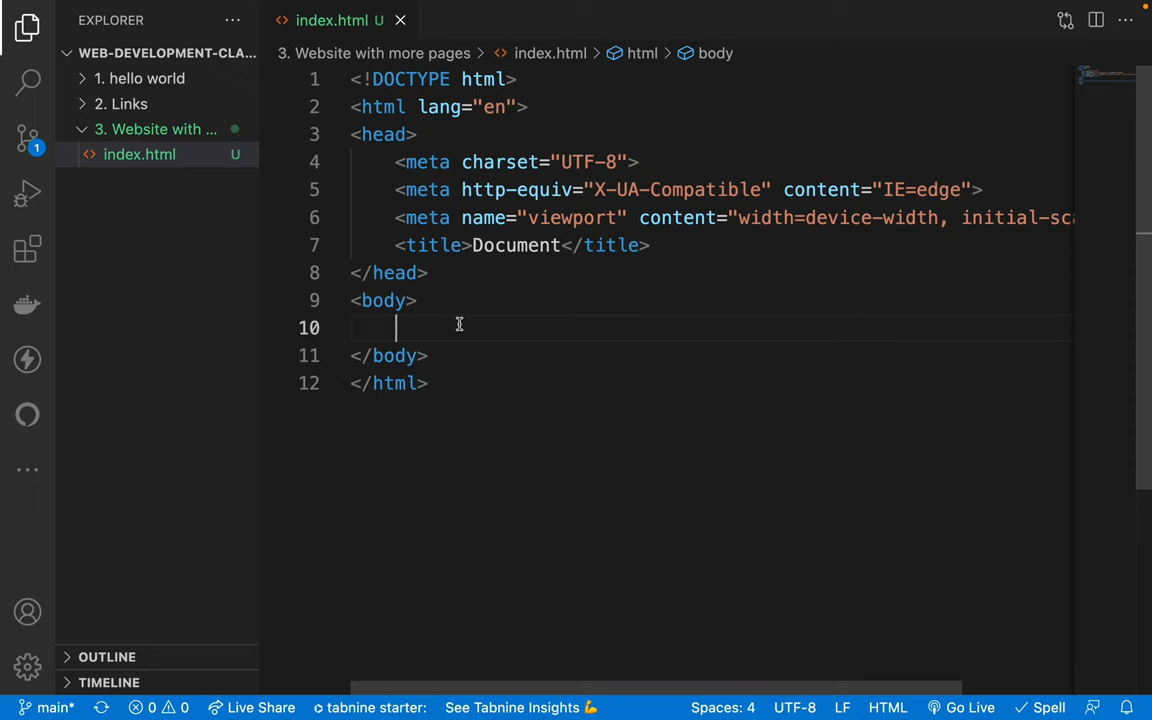 EXPLORER
WEB-DEVELOPMENT-CLA...
1. hello world
2. Links
3. Website with ...
index.html U
OUTLINE
TIMELINE
index.html U
3. Website with more pages > index.html > html > body
1 <!DOCTYPE html>
2 <html lang="en">
3 <head>
4 <meta charset="UTF-8">
5 <meta http-equiv="X-UA-Compatible" content="IE=edge">
6 <meta name="viewport" content="width=device-width, initial-sca
7 <title>Document</title>
8 </head>
9 <body>
10
11 </body>
12 </html>
1
main* 0 0 Live Share tabnine starter: See Tabnine Insights 💪 Spaces: 4 UTF-8 LF HTML Go Live Spell